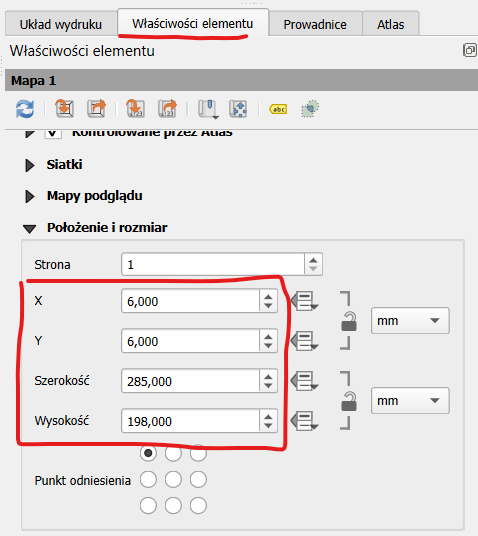 Układ wydruku Właściwości elementu Prowadnice Atlas
Właściwości elementu
Mapa 1
abc
Kontrolowane przez Atlas
Siatki
Mapy podglądu
Położenie i rozmiar
Strona 1
X 6,000 mm
Y 6,000
Szerokość 285,000 mm
Wysokość 198,000
Punkt odniesienia